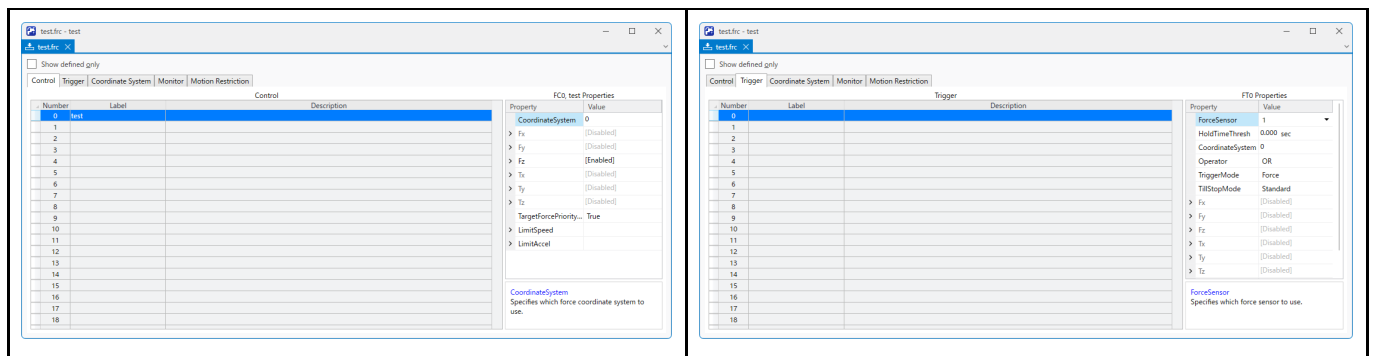 test.frc - test
test.frc
Show defined only
Control Trigger Coordinate System Monitor Motion Restriction
Control
Number Label Description
0 test
1
2
3
4
5
6
7
8
9
10
11
12
13
14
15
16
17
18
FC0, test Properties
Property Value
CoordinateSystem 0
Fx [Disabled]
Fy [Disabled]
Fz [Enabled]
Tx [Disabled]
Ty [Disabled]
Tz [Disabled]
TargetForcePriority... True
LimitSpeed
LimitAccel
CoordinateSystem
Specifies which force coordinate system to
use.
test.frc - test
test.frc
Show defined only
Control Trigger Coordinate System Monitor Motion Restriction
Trigger
Number Label Description
0
1
2
3
4
5
6
7
8
9
10
11
12
13
14
15
16
17
18
FT0 Properties
Property Value
ForceSensor 1
HoldTimeThresh 0.000 sec
CoordinateSystem 0
Operator OR
TriggerMode Force
TillStopMode Standard
Fx [Disabled]
Fy [Disabled]
Fz [Disabled]
Tx [Disabled]
Ty [Disabled]
Tz [Disabled]
ForceSensor
Specifies which force sensor to use.